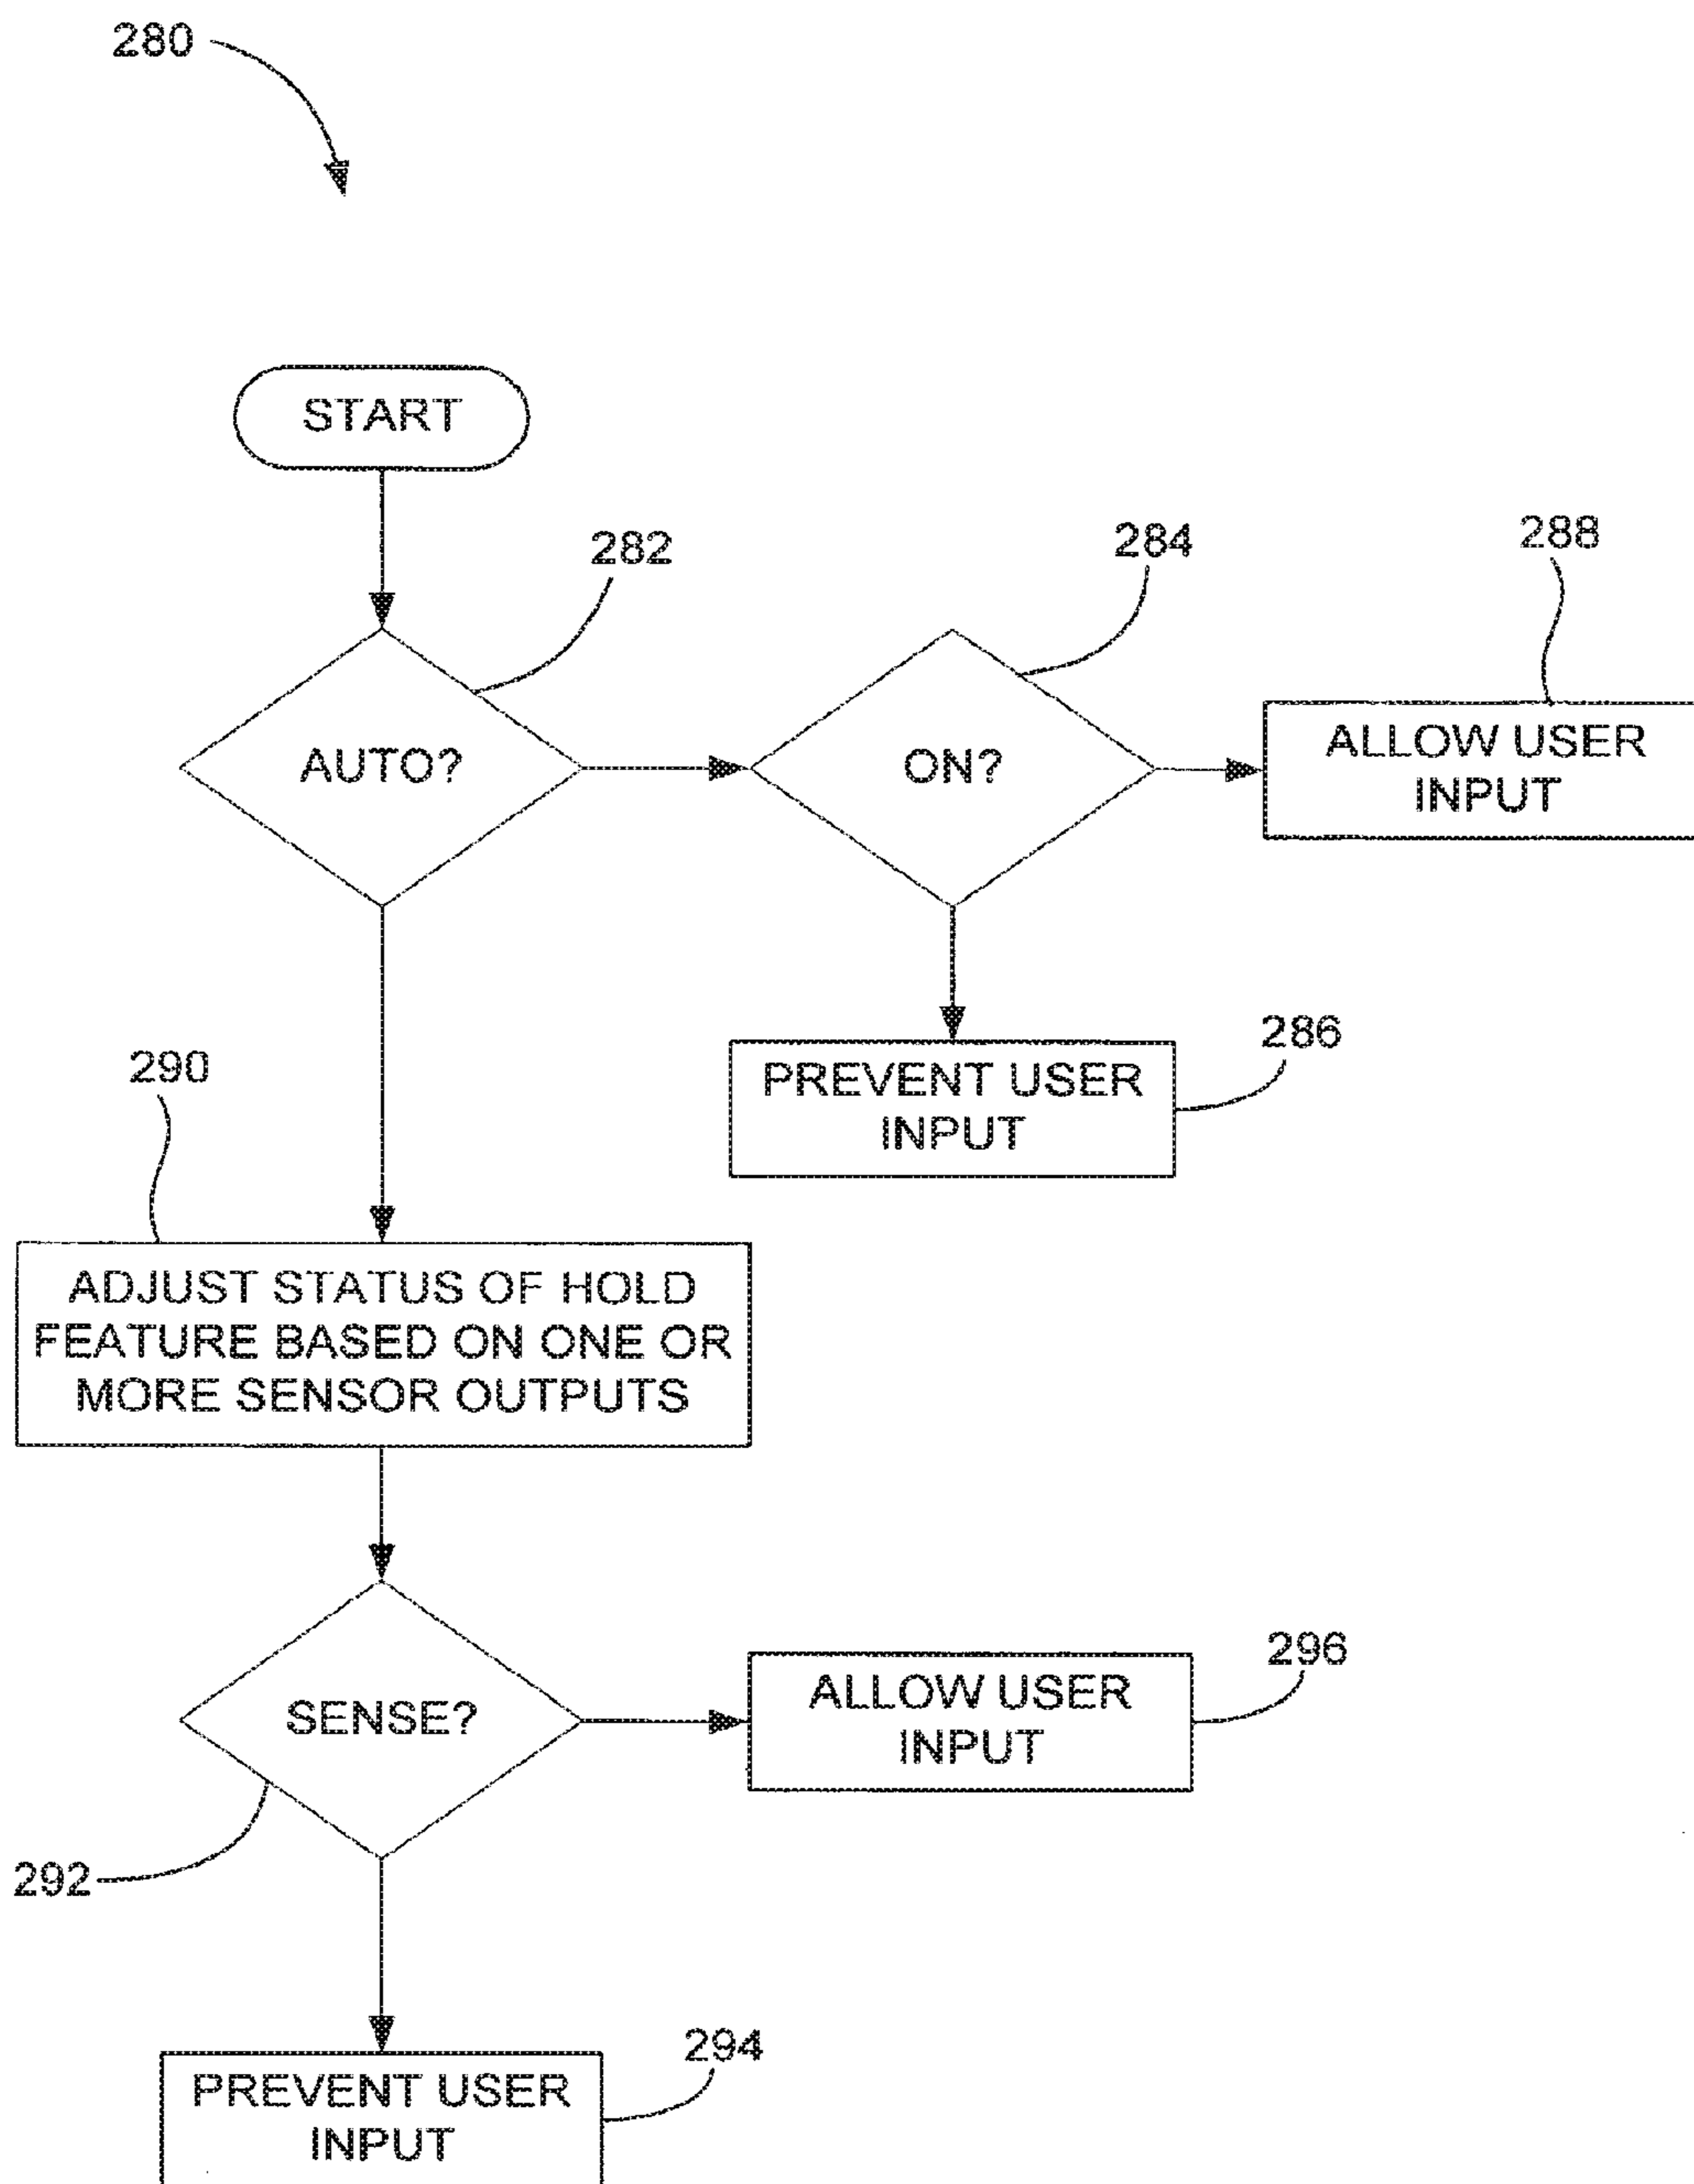 280
START
282
284
288
AUTO?
ON?
ALLOW USER
INPUT
286
PREVENT USER
INPUT
290
ADJUST STATUS OF HOLD
FEATURE BASED ON ONE OR
MORE SENSOR OUTPUTS
SENSE?
296
ALLOW USER
INPUT
292
294
PREVENT USER
INPUT